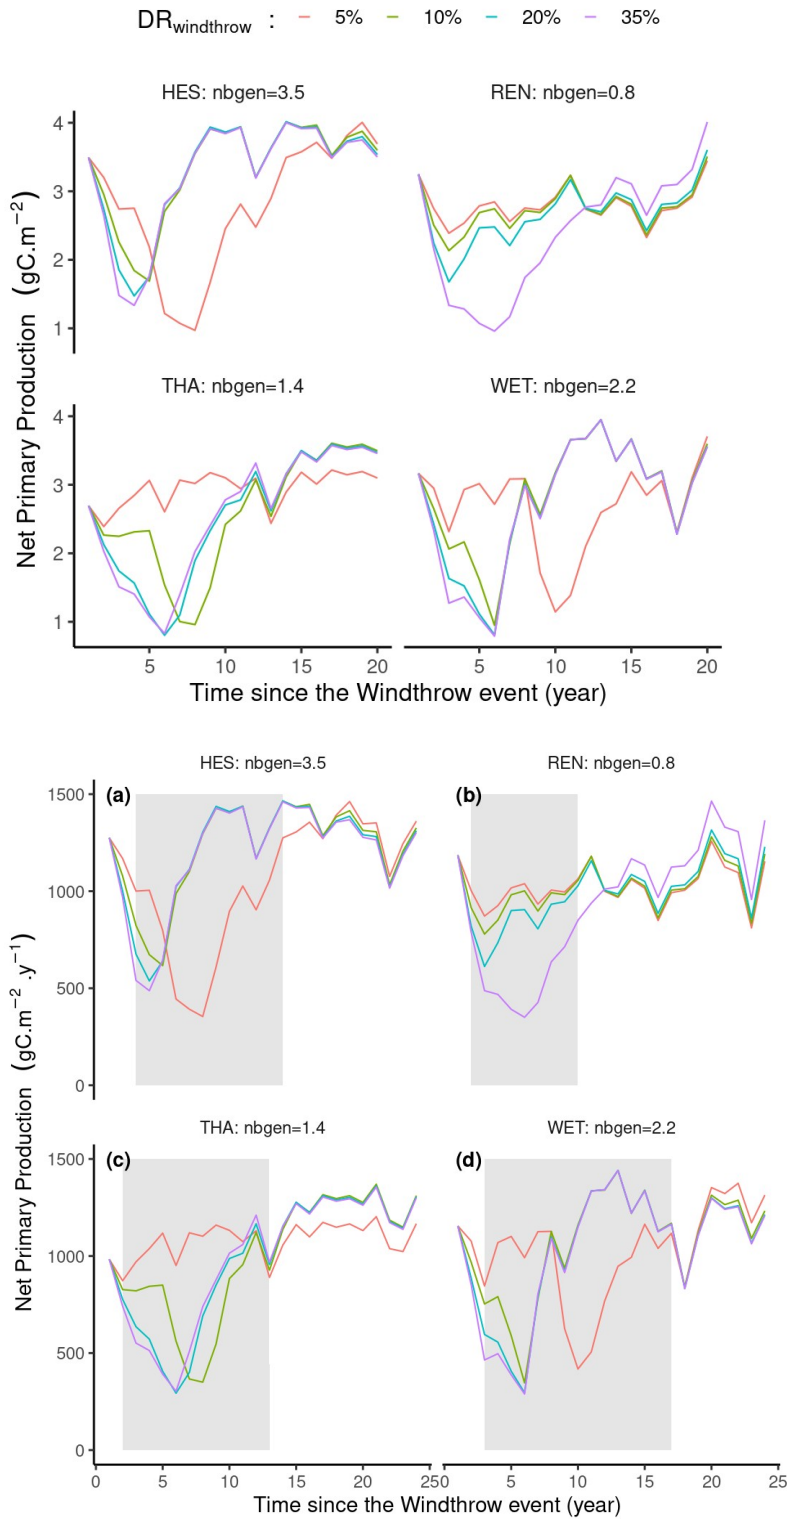 DRwindthrow : 5% 10% 20% 35%
HES: nbgen=3.5 REN: nbgen=0.8
4
3
2
1
THA: nbgen=1.4 WET: nbgen=2.2
4
3
2
1
5 10 15 20 5 10 15 20
Net Primary Production (gC.m−2)
Time since the Windthrow event (year)
HES: nbgen=3.5 REN: nbgen=0.8
(a) (b)
1500
1000
500
0
THA: nbgen=1.4 WET: nbgen=2.2
(c) (d)
1500
1000
500
0
0 5 10 15 20 25 0 5 10 15 20 25
Net Primary Production (gC.m−2 .y−1)
Time since the Windthrow event (year)